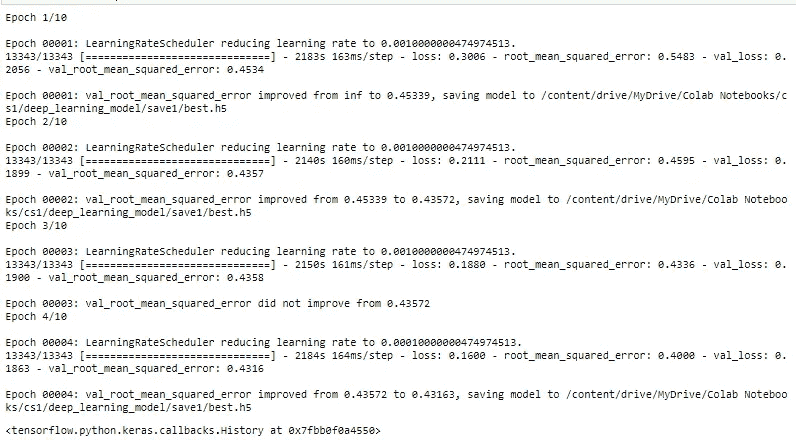 Epoch 1/10
Epoch 00001: LearningRateScheduler reducing learning rate to 0.0010000000474974513.
13343/13343 [==============================] - 2183s 163ms/step - loss: 0.3006 - root_mean_squared_error: 0.5483 - val_loss: 0.
2056 - val_root_mean_squared_error: 0.4534
Epoch 00001: val_root_mean_squared_error improved from inf to 0.45339, saving model to /content/drive/MyDrive/Colab Notebooks/c
s1/deep_learning_model/save1/best.h5
Epoch 2/10
Epoch 00002: LearningRateScheduler reducing learning rate to 0.0010000000474974513.
13343/13343 [==============================] - 2140s 160ms/step - loss: 0.2111 - root_mean_squared_error: 0.4595 - val_loss: 0.
1899 - val_root_mean_squared_error: 0.4357
Epoch 00002: val_root_mean_squared_error improved from 0.45339 to 0.43572, saving model to /content/drive/MyDrive/Colab Noteboo
ks/cs1/deep_learning_model/save1/best.h5
Epoch 3/10
Epoch 00003: LearningRateScheduler reducing learning rate to 0.0010000000474974513.
13343/13343 [==============================] - 2150s 161ms/step - loss: 0.1880 - root_mean_squared_error: 0.4336 - val_loss: 0.
1900 - val_root_mean_squared_error: 0.4358
Epoch 00003: val_root_mean_squared_error did not improve from 0.43572
Epoch 4/10
Epoch 00004: LearningRateScheduler reducing learning rate to 0.00010000000474974513.
13343/13343 [==============================] - 2184s 164ms/step - loss: 0.1600 - root_mean_squared_error: 0.4000 - val_loss: 0.
1863 - val_root_mean_squared_error: 0.4316
Epoch 00004: val_root_mean_squared_error improved from 0.43572 to 0.43163, saving model to /content/drive/MyDrive/Colab Noteboo
ks/cs1/deep_learning_model/save1/best.h5
<tensorflow.python.keras.callbacks.History at 0x7fbb0f0a4550>